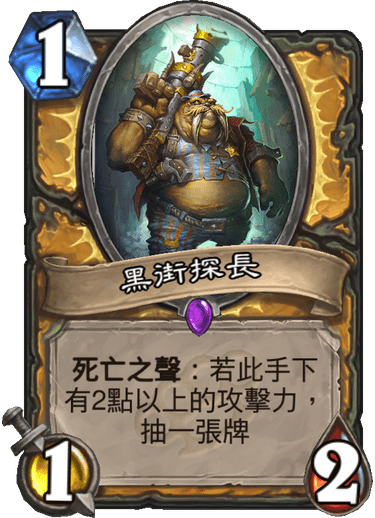 1
黑街探長
死亡之聲：若此手下
有2點以上的攻擊力，
抽一張牌
1
2